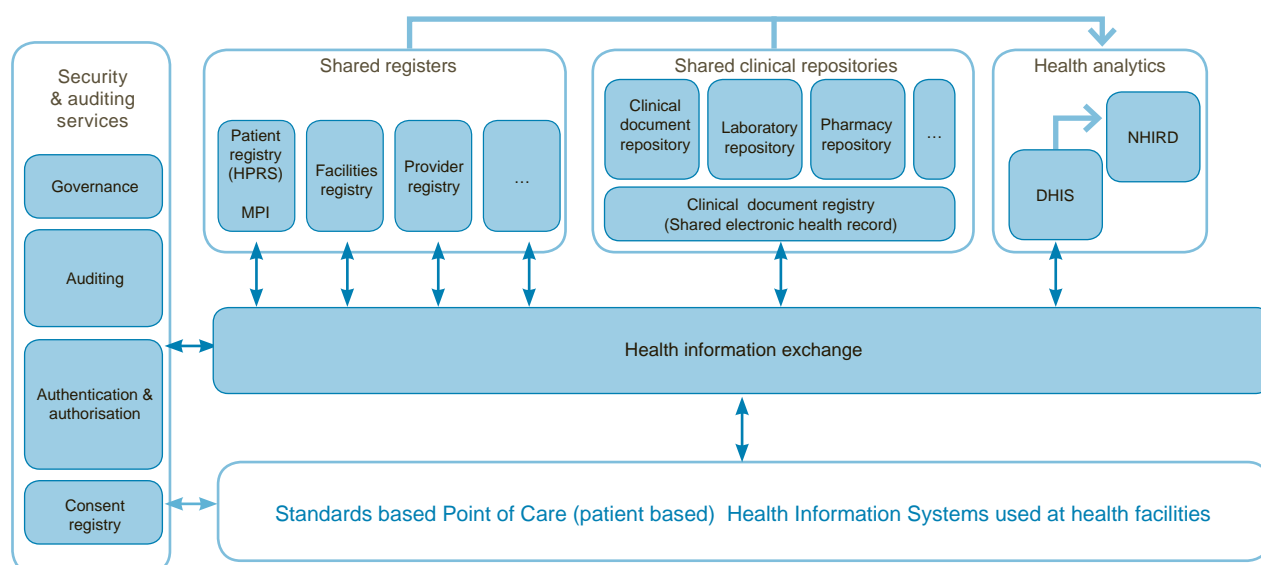 Security
& auditing
services
Governance
Auditing
Authentication &
authorisation
Consent
registry
Shared registers
Patient
registry
(HPRS)
MPI
Facilities
registry
Provider
registry
...
Shared clinical repositories
Clinical
document
repository
Laboratory
repository
Pharmacy
repository
...
Clinical document registry
(Shared electronic health record)
Health analytics
DHIS
NHIRD
Health information exchange
Standards based Point of Care (patient based) Health Information Systems used at health facilities